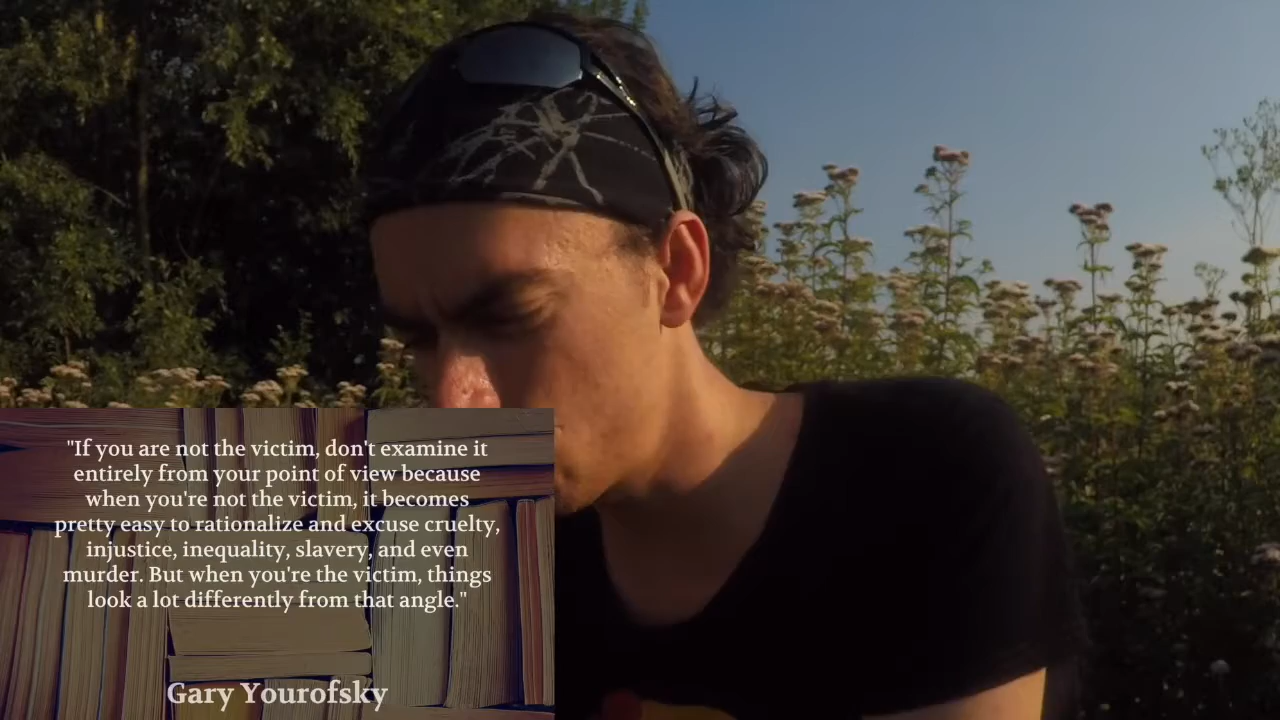 "If you are not the victim, don't examine it
entirely from your point of view because
when you're not the victim, it becomes
pretty easy to rationalize and excuse cruelty,
injustice, inequality, slavery, and even
murder. But when you're the victim, things
look a lot differently from that angle."
Gary Yourofsky